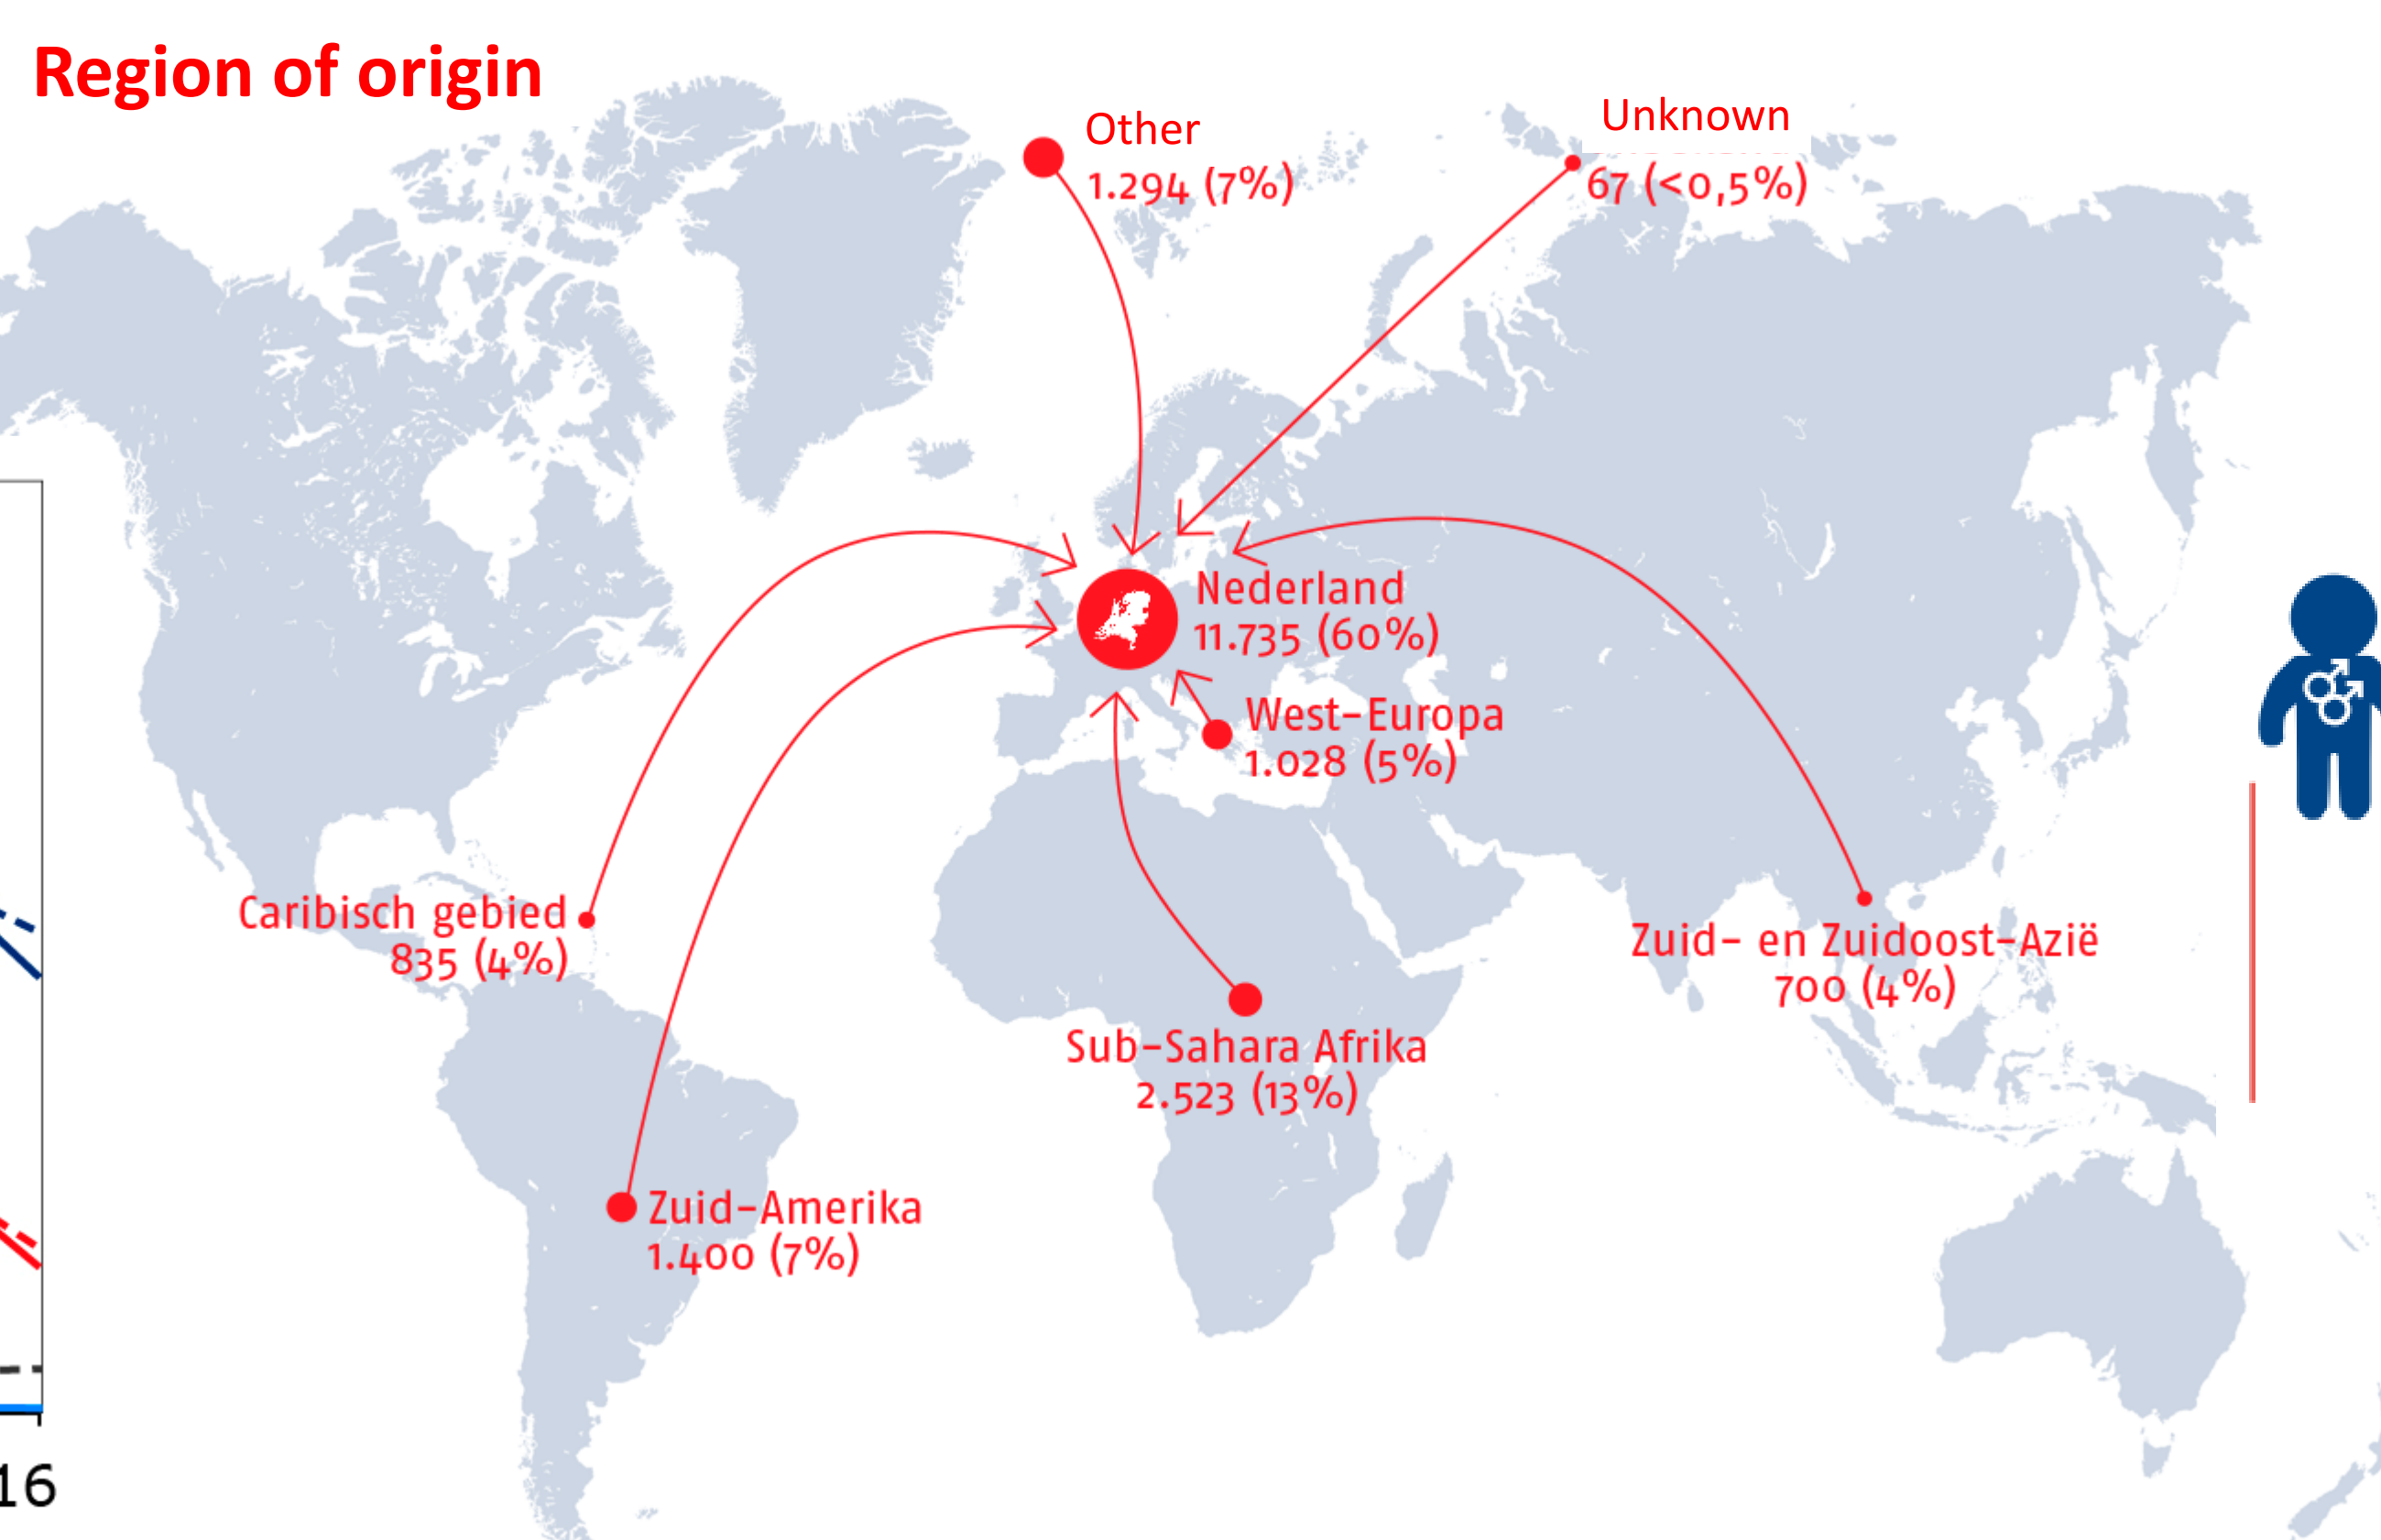 Region of origin
Other
1.294 (7%)
Unknown
67 (<0,5%)
Nederland
11.735 (60%)
West-Europa
1.028 (5%)
Caribisch gebied
835 (4%)
Zuid- en Zuidoost-Azië
700 (4%)
Sub-Sahara Afrika
2.523 (13%)
Zuid-Amerika
1.400 (7%)
16